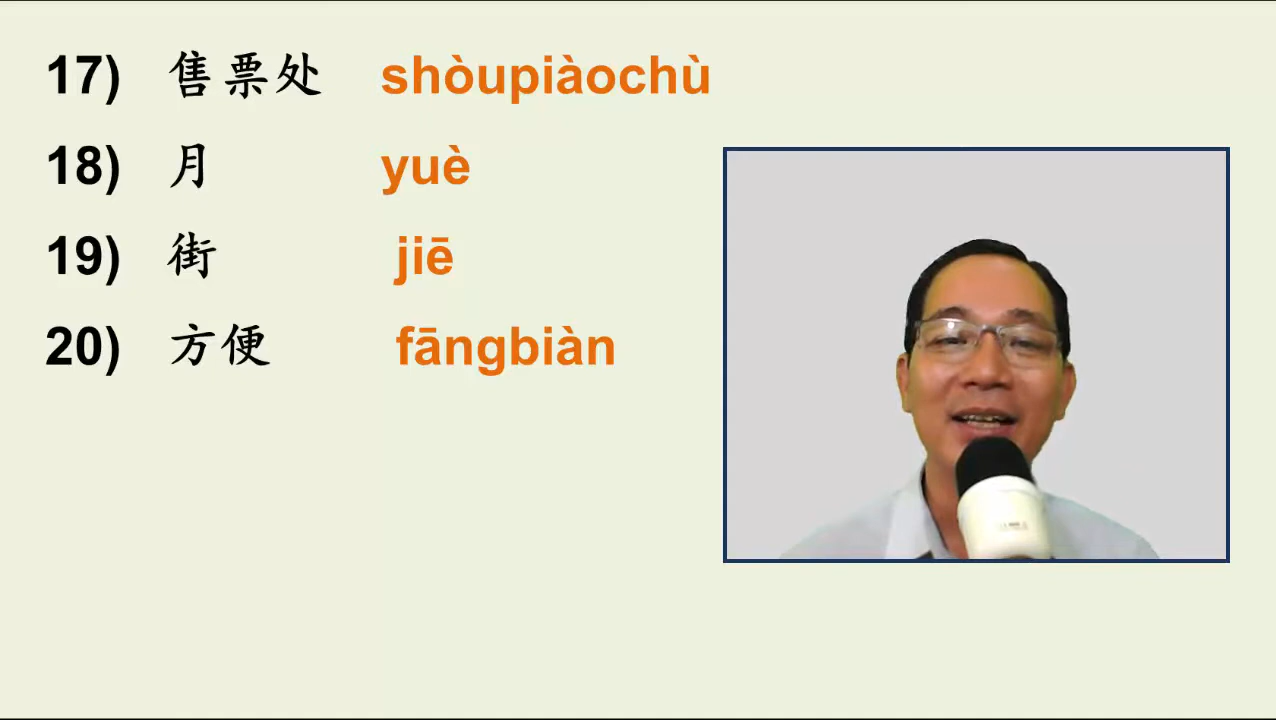 17) 售票处 shòupiàochù
18) 月 yuè
19) 街 jiē
20) 方便 fāngbiàn